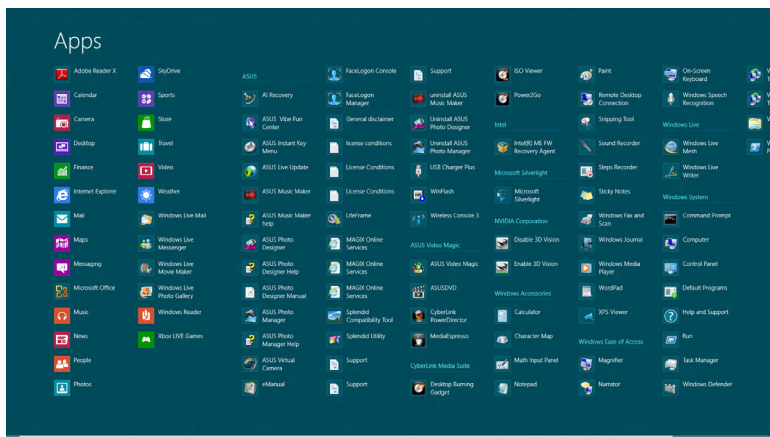 Apps
Adobe Reader X
Calendar
Camera
Desktop
Finance
Internet Explorer
Mail
Maps
Messaging
Microsoft Office
Music
News
People
Photos
SkyDrive
Sports
Store
Travel
Video
Weather
Windows Live Mail
Windows Live
Messenger
Windows Live
Movie Maker
Windows Live
Photo Gallery
Windows Reader
Xbox LIVE Games
ASUS
AI Recovery
ASUS Vibe Fun
Center
ASUS Instant Key
Menu
ASUS Live Update
ASUS Music Maker
ASUS Music Maker
help
ASUS Photo
Designer
ASUS Photo
Designer Help
ASUS Photo
Designer Manual
ASUS Photo
Manager
ASUS Photo
Manager Help
ASUS Virtual
Camera
eManual
FaceLogon Console
FaceLogon
Manager
General disclaimer
license conditions
License Conditions
License Conditions
LifeFrame
MAGIX Online
Services
MAGIX Online
Services
MAGIX Online
Services
Splendid
Compatibility Tool
Splendid Utility
Support
Support
Support
uninstall ASUS
Music Maker
Uninstall ASUS
Photo Designer
Uninstall ASUS
Photo Manager
USB Charger Plus
WinFlash
Wireless Console 3
ASUS Video Magic
ASUS Video Magic
ASUSDVD
CyberLink
PowerDirector
MediaEspresso
CyberLink Media Suite
Desktop Burning
Gadget
ISO Viewer
Power2Go
Intel
Intel(R) ME FW
Recovery Agent
Microsoft Silverlight
Microsoft
Silverlight
NVIDIA Corporation
Disable 3D Vision
Enable 3D Vision
Windows Accessories
Calculator
Character Map
Math Input Panel
Notepad
Paint
Remote Desktop
Connection
Snipping Tool
Sound Recorder
Steps Recorder
Sticky Notes
Windows Fax and
Scan
Windows Journal
Windows Media
Player
WordPad
XPS Viewer
Windows Ease of Access
Magnifier
Narrator
On-Screen
Keyboard
Windows Speech
Recognition
Windows Live
Windows Live
Mesh
Windows Live
Writer
Windows System
Command Prompt
Computer
Control Panel
Default Programs
Help and Support
Run
Task Manager
Windows Defender